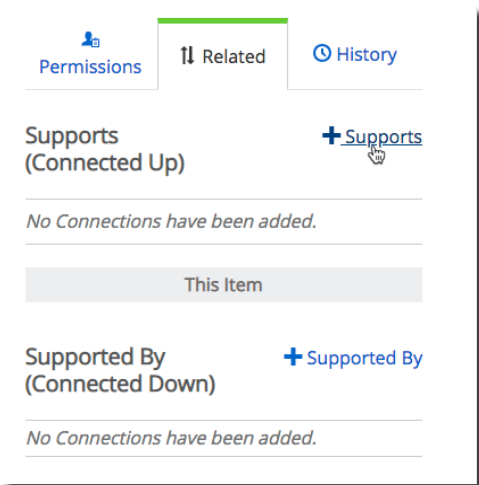 Permissions
Related
History
Supports
(Connected Up)
Supports
No Connections have been added.
This Item
Supported By
(Connected Down)
Supported By
No Connections have been added.